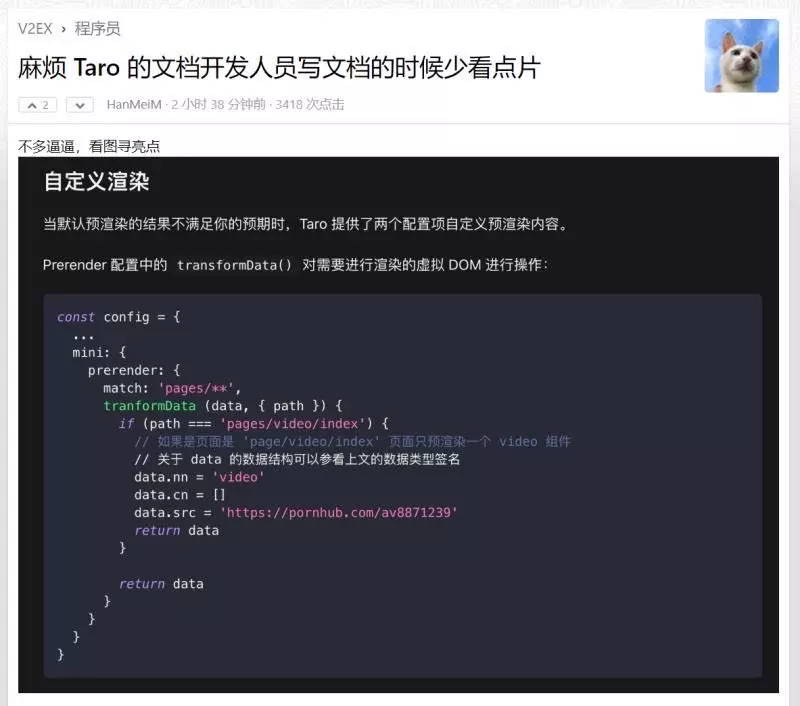 V2EX › 程序员
麻烦 Taro 的文档开发人员写文档的时候少看点片
2 HanMeiM · 2 小时 38 分钟前 · 3418 次点击
不多逼逼，看图寻亮点
自定义渲染
当默认预渲染的结果不满足你的预期时，Taro 提供了两个配置项自定义预渲染内容。
Prerender 配置中的 transformData() 对需要进行渲染的虚拟 DOM 进行操作：
const config = {
...
mini: {
prerender: {
match: 'pages/**',
tranformData (data, { path }) {
if (path === 'pages/video/index') {
// 如果是页面是 'page/video/index' 页面只预渲染一个 video 组件
// 关于 data 的数据结构可以参看上文的数据类型签名
data.nn = 'video'
data.cn = []
data.src = 'https://pornhub.com/av8871239'
return data
}
return data
}
}
}
}